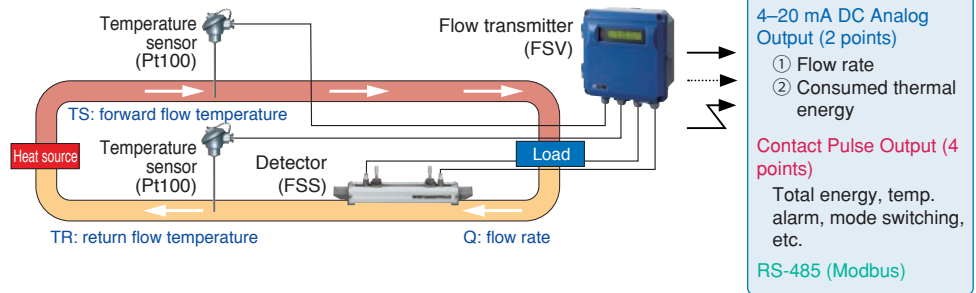 Temperature
sensor
(Pt100)
Flow transmitter
(FSV)
TS: forward flow temperature
Heat source
Temperature
sensor
(Pt100)
Detector
(FSS)
Load
TR: return flow temperature
Q: flow rate
4–20 mA DC Analog
Output (2 points)
① Flow rate
② Consumed thermal
energy
Contact Pulse Output (4
points)
Total energy, temp.
alarm, mode switching,
etc.
RS-485 (Modbus)